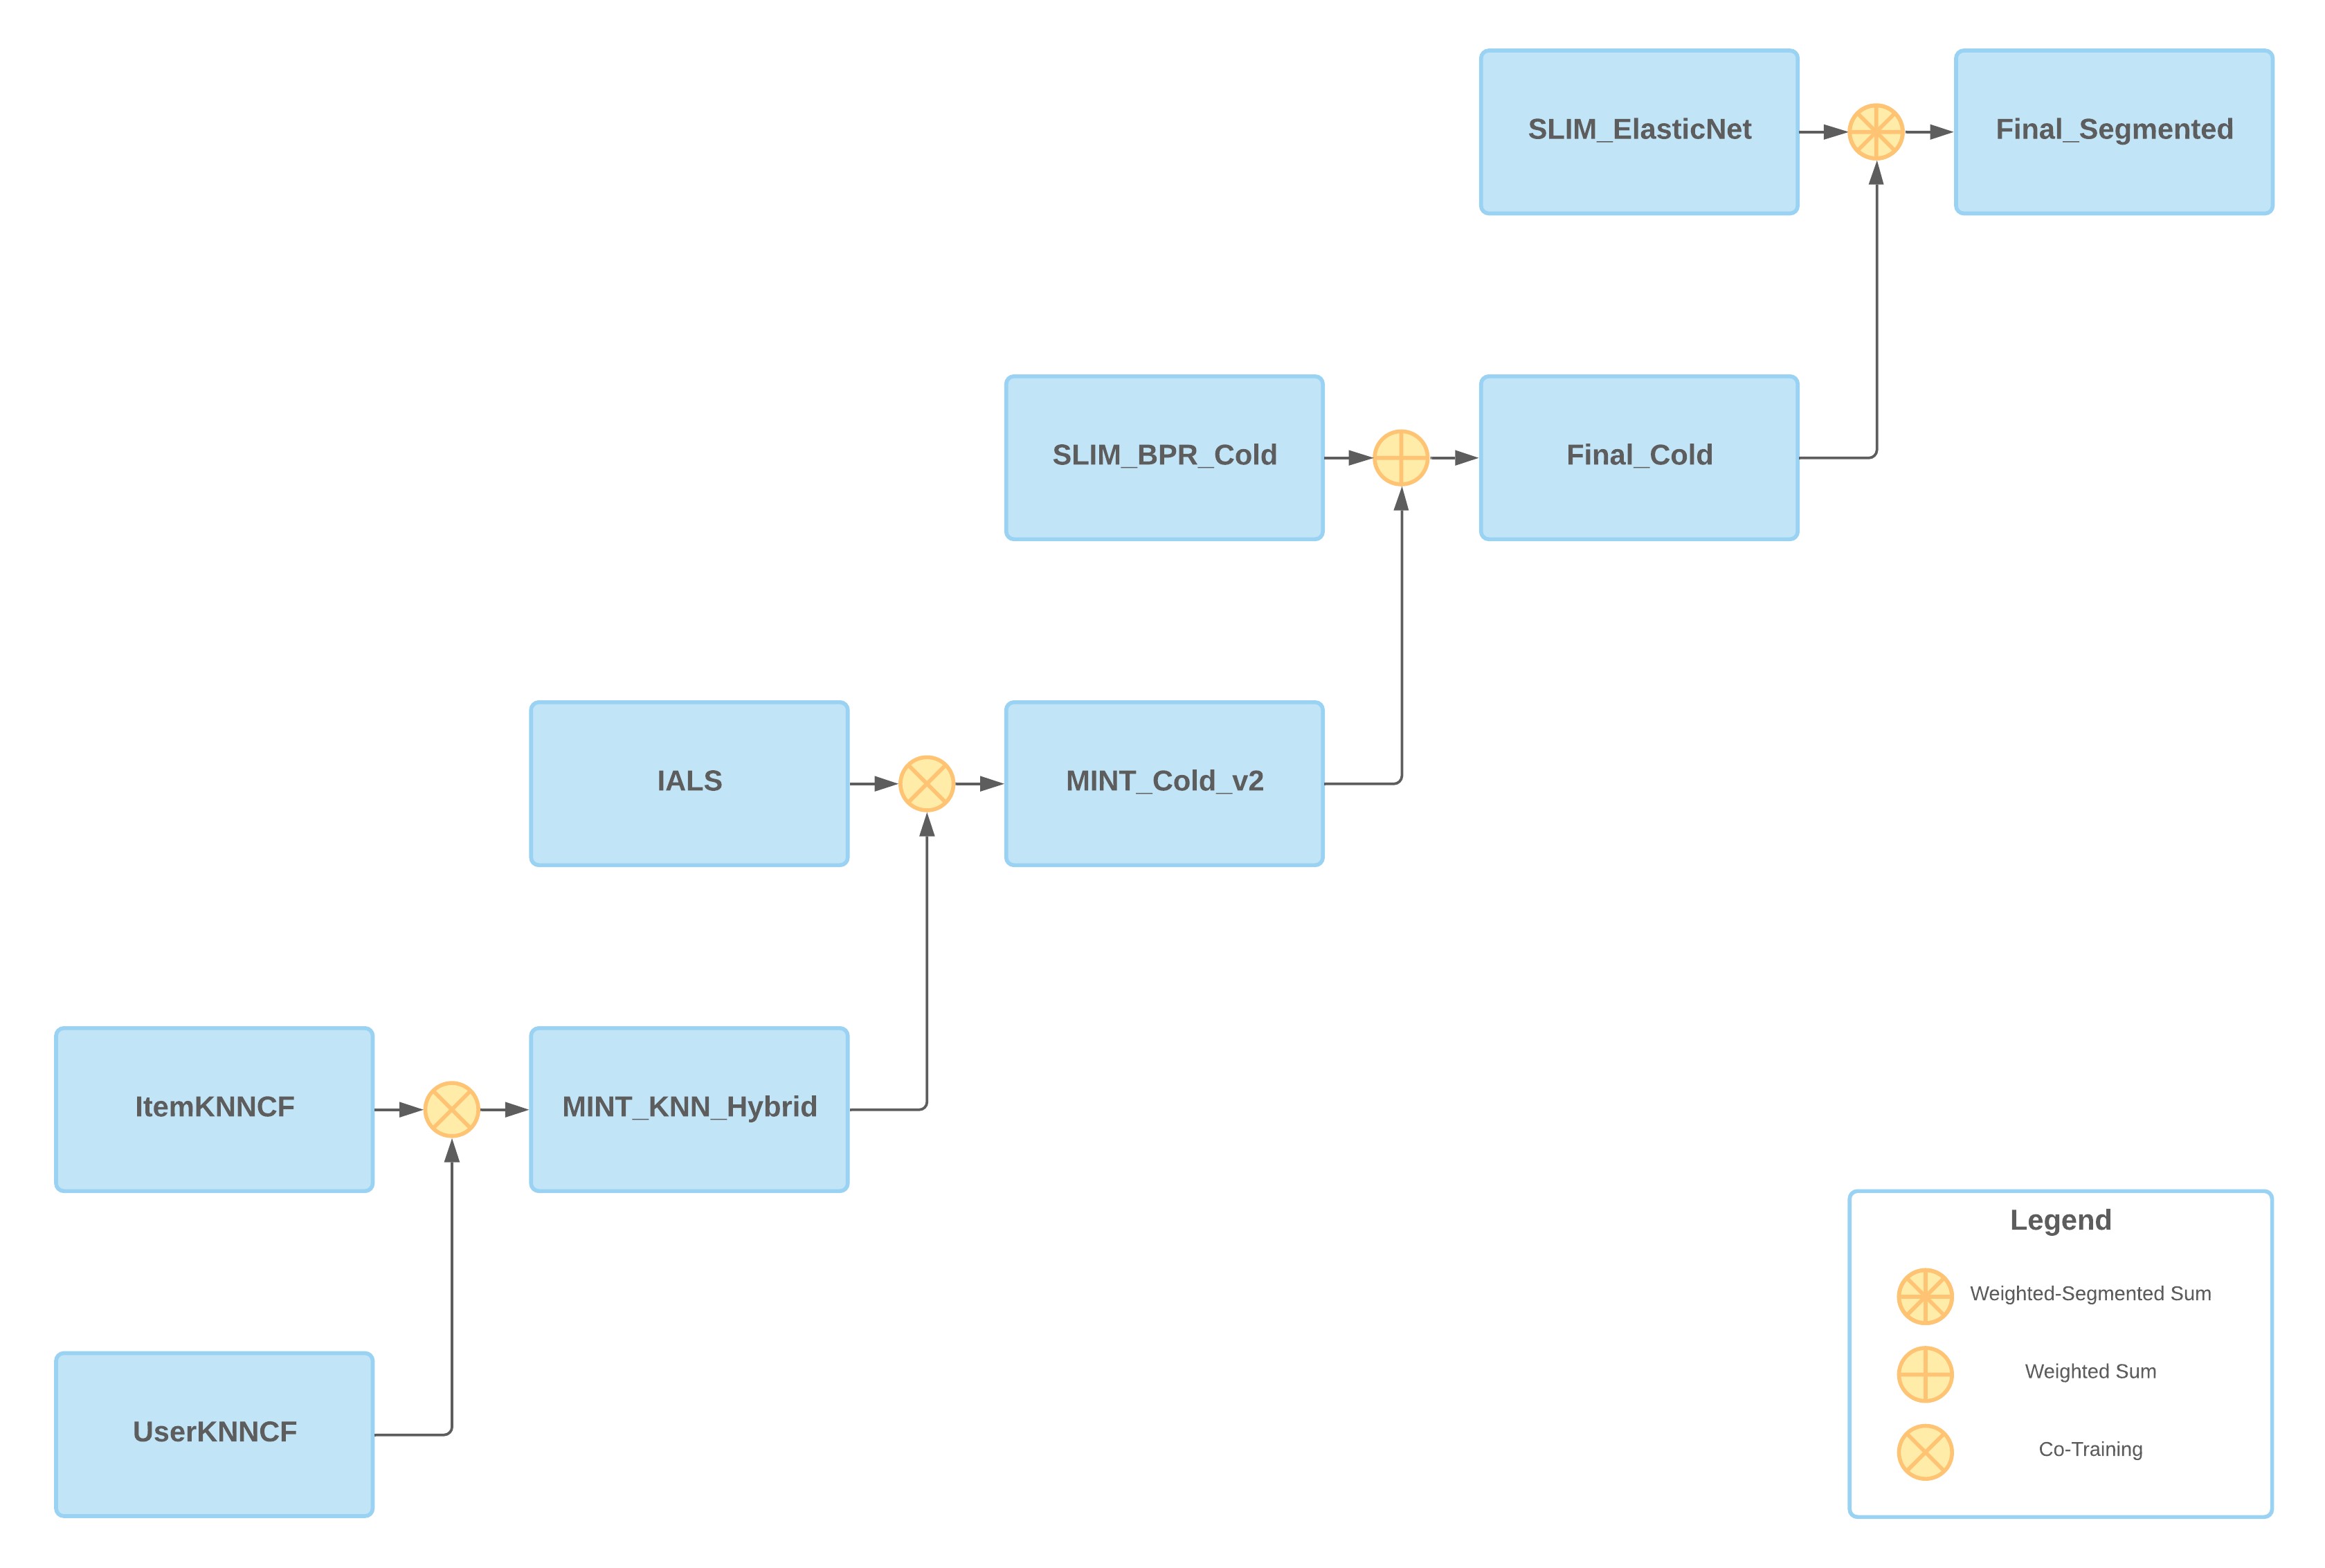 SLIM_ElasticNet
Final_Segmented
SLIM_BPR_Cold
Final_Cold
IALS
MINT_Cold_v2
ItemKNNCF
MINT_KNN_Hybrid
UserKNNCF
Legend
Weighted-Segmented Sum
Weighted Sum
Co-Training